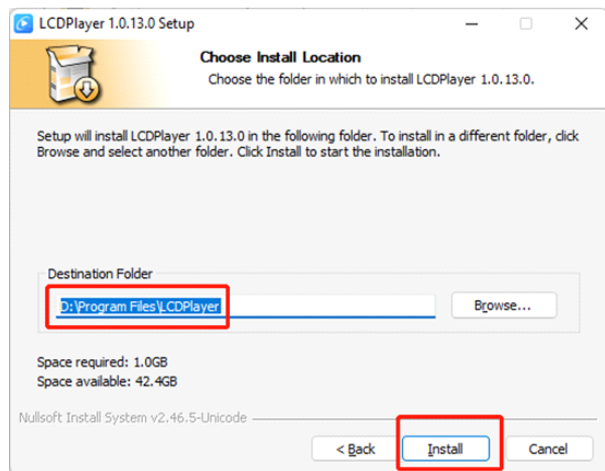 LCDPlayer 1.0.13.0 Setup
Choose Install Location
Choose the folder in which to install LCDPlayer 1.0.13.0.
Setup will install LCDPlayer 1.0.13.0 in the following folder. To install in a different folder, click
Browse and select another folder. Click Install to start the installation.
Destination Folder
D:\Program Files\LCDPlayer
Browse...
Space required: 1.0GB
Space available: 42.4GB
Nullsoft Install System v2.46.5-Unicode
< Back
Install
Cancel